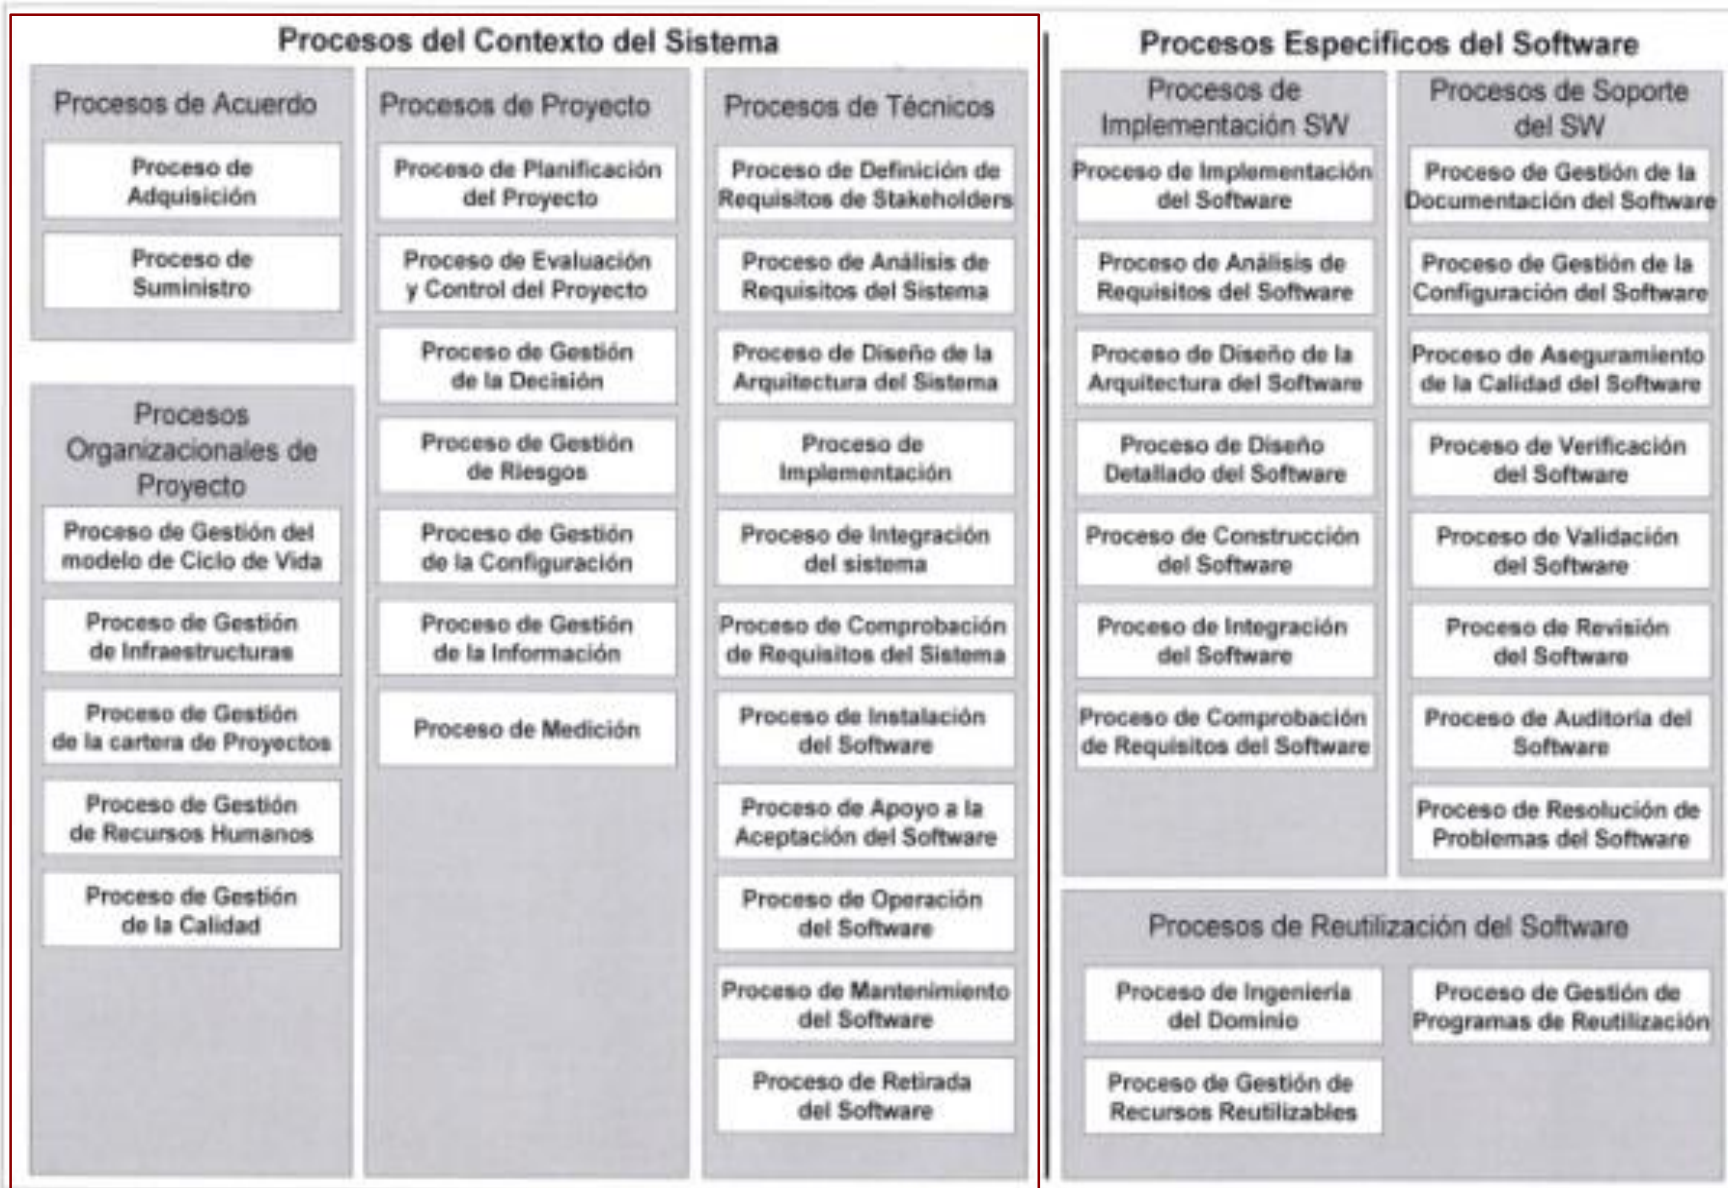 Procesos del Contexto del Sistema
Procesos de Acuerdo
Proceso de
Adquisición
Proceso de
Suministro
Procesos
Organizacionales de
Proyecto
Proceso de Gestión del
modelo de Ciclo de Vida
Proceso de Gestión
de Infraestructuras
Proceso de Gestión
de la cartera de Proyectos
Proceso de Gestión
de Recursos Humanos
Proceso de Gestión
de la Calidad
Procesos de Proyecto
Proceso de Planificación
del Proyecto
Proceso de Evaluación
y Control del Proyecto
Proceso de Gestión
de la Decisión
Proceso de Gestión
de Riesgos
Proceso de Gestión
de la Configuración
Proceso de Gestión
de la Información
Proceso de Medición
Procesos de Técnicos
Proceso de Definición de
Requisitos de Stakeholders
Proceso de Análisis de
Requisitos del Sistema
Proceso de Diseño de la
Arquitectura del Sistema
Proceso de
Implementación
Proceso de Integración
del sistema
Proceso de Comprobación
de Requisitos del Sistema
Proceso de Instalación
del Software
Proceso de Apoyo a la
Aceptación del Software
Proceso de Operación
del Software
Proceso de Mantenimiento
del Software
Proceso de Retirada
del Software
Procesos Específicos del Software
Procesos de
Implementación SW
Proceso de Implementación
del Software
Proceso de Análisis de
Requisitos del Software
Proceso de Diseño de la
Arquitectura del Software
Proceso de Diseño
Detallado del Software
Proceso de Construcción
del Software
Proceso de Integración
del Software
Proceso de Comprobación
de Requisitos del Software
Procesos de Soporte
del SW
Proceso de Gestión de la
Documentación del Software
Proceso de Gestión de la
Configuración del Software
Proceso de Aseguramiento
de la Calidad del Software
Proceso de Verificación
del Software
Proceso de Validación
del Software
Proceso de Revisión
del Software
Proceso de Auditoría del
Software
Proceso de Resolución de
Problemas del Software
Procesos de Reutilización del Software
Proceso de Ingeniería
del Dominio
Proceso de Gestión de
Programas de Reutilización
Proceso de Gestión de
Recursos Reutilizables